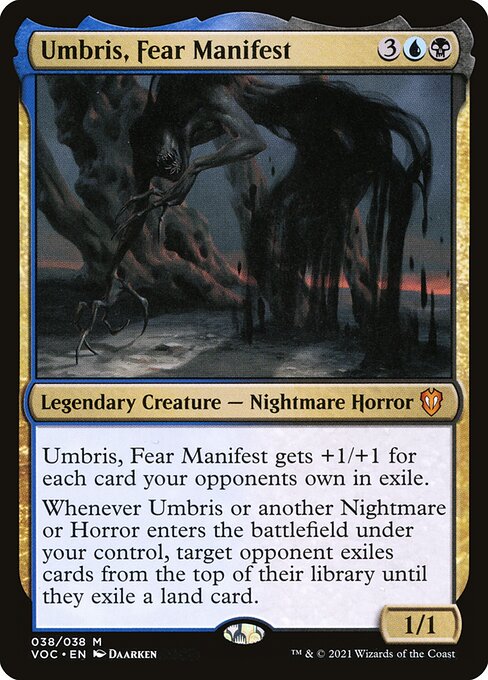 Umbris, Fear Manifest 3
Legendary Creature — Nightmare Horror
Umbris, Fear Manifest gets +1/+1 for
each card your opponents own in exile.
Whenever Umbris or another Nightmare
or Horror enters the battlefield under
your control, target opponent exiles
cards from the top of their library until
they exile a land card.
1/1
038/038 M
VOC • EN DAARKEN
™ & © 2021 Wizards of the Coast